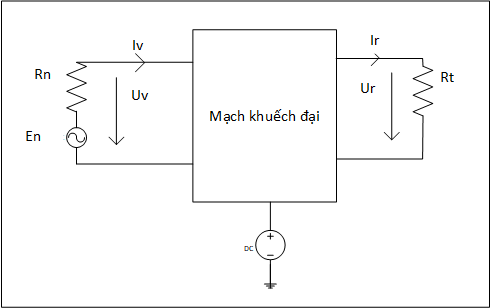 Iv
Ir
Rn
Uv
Ur
Rt
Mạch khuếch đại
En
+
DC
−